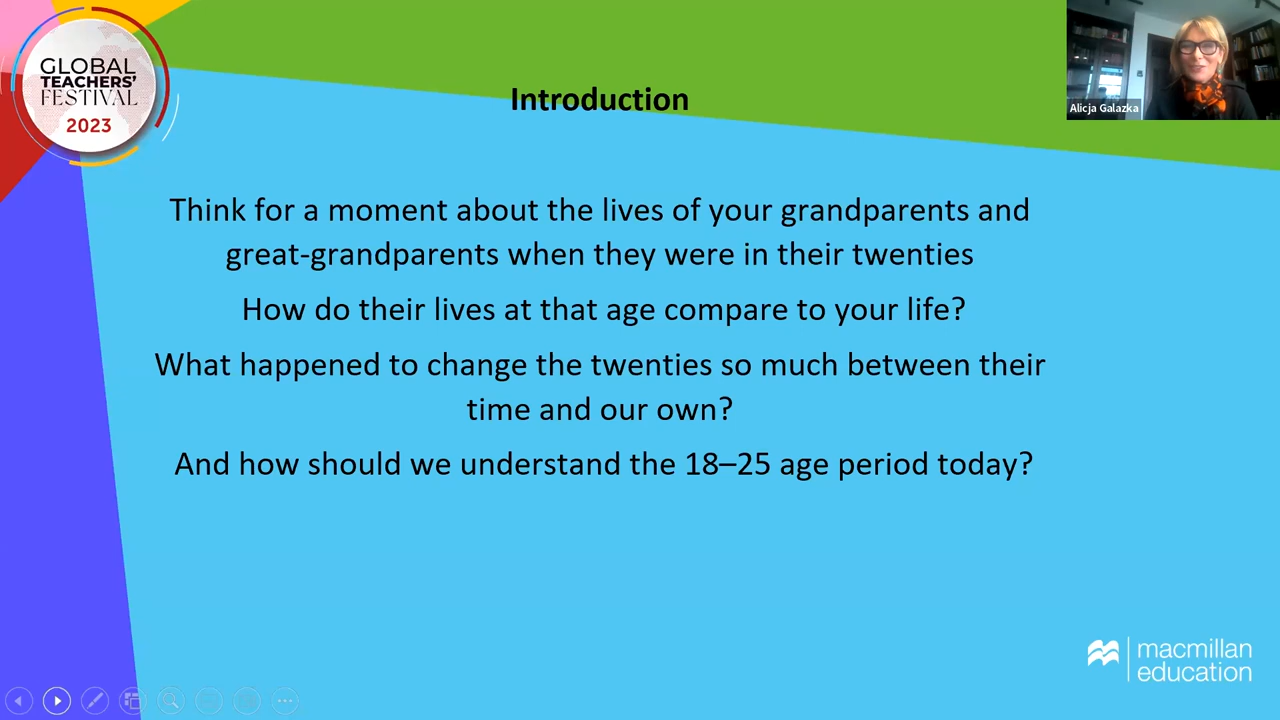 GLOBAL
TEACHERS'
FESTIVAL
2023
Introduction
Alicja Galazka
Think for a moment about the lives of your grandparents and
great-grandparents when they were in their twenties
How do their lives at that age compare to your life?
What happened to change the twenties so much between their
time and our own?
And how should we understand the 18–25 age period today?
macmillan
education